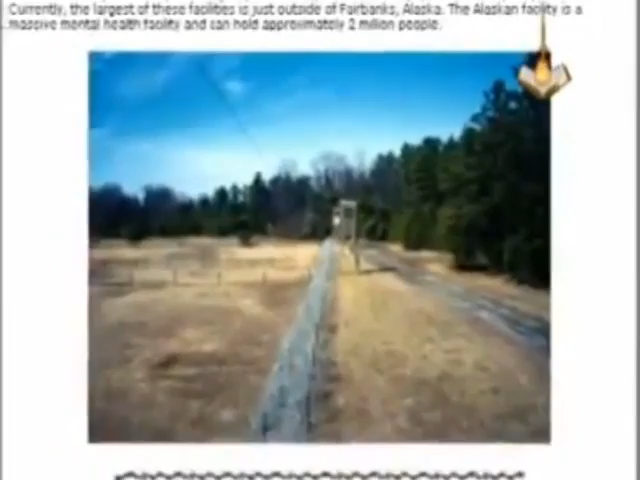 Currently, the largest of these facilities is just outside of Fairbanks, Alaska. The Alaskan facility is a
massive mental health facility and can hold approximately 2 million people.